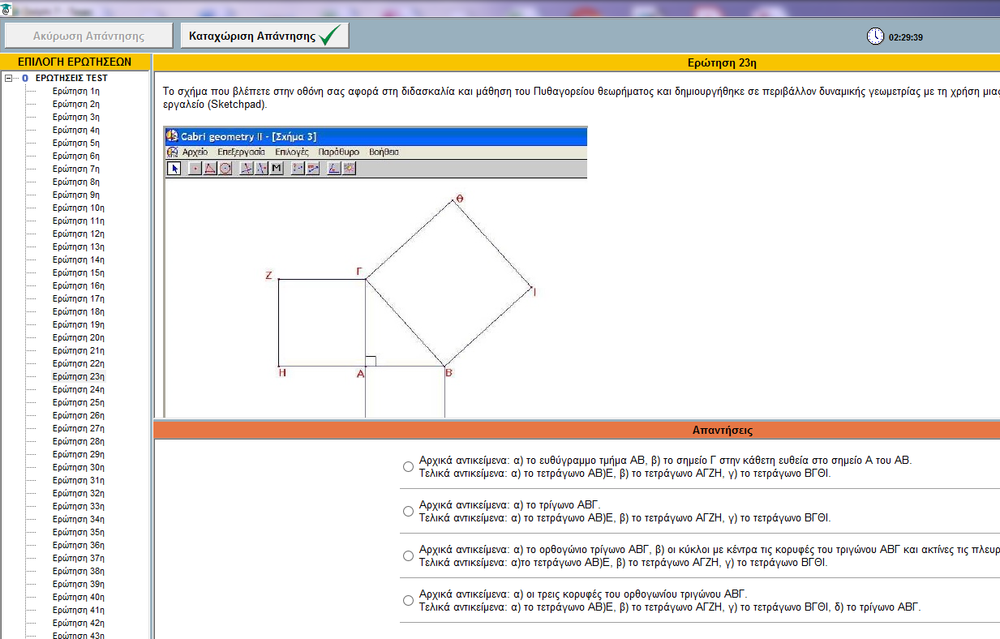 Ακύρωση Απάντησης
Καταχώριση Απάντησης
02:29:39
ΕΠΙΛΟΓΗ ΕΡΩΤΗΣΕΩΝ
Ερώτηση 23η
ΕΡΩΤΗΣΕΙΣ TEST
Ερώτηση 1η
Ερώτηση 2η
Ερώτηση 3η
Ερώτηση 4η
Ερώτηση 5η
Ερώτηση 6η
Ερώτηση 7η
Ερώτηση 8η
Ερώτηση 9η
Ερώτηση 10η
Ερώτηση 11η
Ερώτηση 12η
Ερώτηση 13η
Ερώτηση 14η
Ερώτηση 15η
Ερώτηση 16η
Ερώτηση 17η
Ερώτηση 18η
Ερώτηση 19η
Ερώτηση 20η
Ερώτηση 21η
Ερώτηση 22η
Ερώτηση 23η
Ερώτηση 24η
Ερώτηση 25η
Ερώτηση 26η
Ερώτηση 27η
Ερώτηση 28η
Ερώτηση 29η
Ερώτηση 30η
Ερώτηση 31η
Ερώτηση 32η
Ερώτηση 33η
Ερώτηση 34η
Ερώτηση 35η
Ερώτηση 36η
Ερώτηση 37η
Ερώτηση 38η
Ερώτηση 39η
Ερώτηση 40η
Ερώτηση 41η
Ερώτηση 42η
Ερώτηση 43η
Το σχήμα που βλέπετε στην οθόνη σας αφορά στη διδασκαλία και μάθηση του Πυθαγορείου θεωρήματος και δημιουργήθηκε σε περιβάλλον δυναμικής γεωμετρίας με τη χρήση μιας
εργαλείο (Sketchpad).
Cabri geometry II - [Σχήμα 3]
Αρχείο Επεξεργασία Επιλογές Παράθυρο Βοήθεια
M
Θ
Ζ
Γ
Ι
Η
Α
Β
Απαντήσεις
Αρχικά αντικείμενα: α) το ευθύγραμμο τμήμα ΑΒ, β) το σημείο Γ στην κάθετη ευθεία στο σημείο Α του ΑΒ.
Τελικά αντικείμενα: α) το τετράγωνο ΑΒ)Ε, β) το τετράγωνο ΑΓΖΗ, γ) το τετράγωνο ΒΓΘΙ.
Αρχικά αντικείμενα: α) το τρίγωνο ΑΒΓ.
Τελικά αντικείμενα: α) το τετράγωνο ΑΒ)Ε, β) το τετράγωνο ΑΓΖΗ, γ) το τετράγωνο ΒΓΘΙ.
Αρχικά αντικείμενα: α) το ορθογώνιο τρίγωνο ΑΒΓ, β) οι κύκλοι με κέντρα τις κορυφές του τριγώνου ΑΒΓ και ακτίνες τις πλευρ
Τελικά αντικείμενα: α)το τετράγωνο ΑΒ)Ε, β) το τετράγωνο ΑΓΖΗ, γ) το τετράγωνο ΒΓΘΙ.
Αρχικά αντικείμενα: α) οι τρεις κορυφές του ορθογωνίου τριγώνου ΑΒΓ.
Τελικά αντικείμενα: α) το τετράγωνο ΑΒ)Ε, β) το τετράγωνο ΑΓΖΗ, γ) το τετράγωνο ΒΓΘΙ, δ) το τρίγωνο ΑΒΓ.